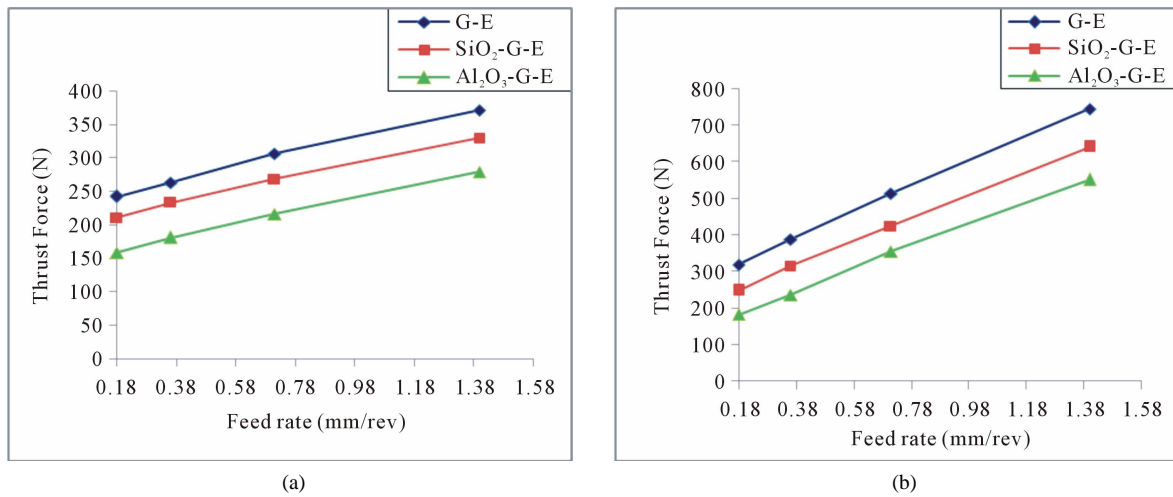 G-E
SiO₂-G-E
Al₂O₃-G-E
400
350
300
250
200
150
100
50
0
Thrust Force (N)
0.18 0.38 0.58 0.78 0.98 1.18 1.38 1.58
Feed rate (mm/rev)
(a)
G-E
SiO₂-G-E
Al₂O₃-G-E
800
700
600
500
400
300
200
100
0
Thrust Force (N)
0.18 0.38 0.58 0.78 0.98 1.18 1.38 1.58
Feed rate (mm/rev)
(b)